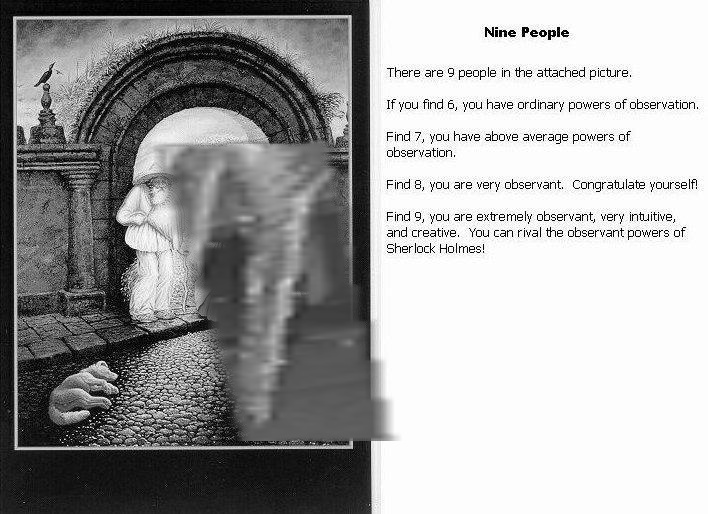 Nine People
There are 9 people in the attached picture.
If you find 6, you have ordinary powers of observation.
Find 7, you have above average powers of
observation.
Find 8, you are very observant.  Congratulate yourself!
Find 9, you are extremely observant, very intuitive,
and creative.  You can rival the observant powers of
Sherlock Holmes!